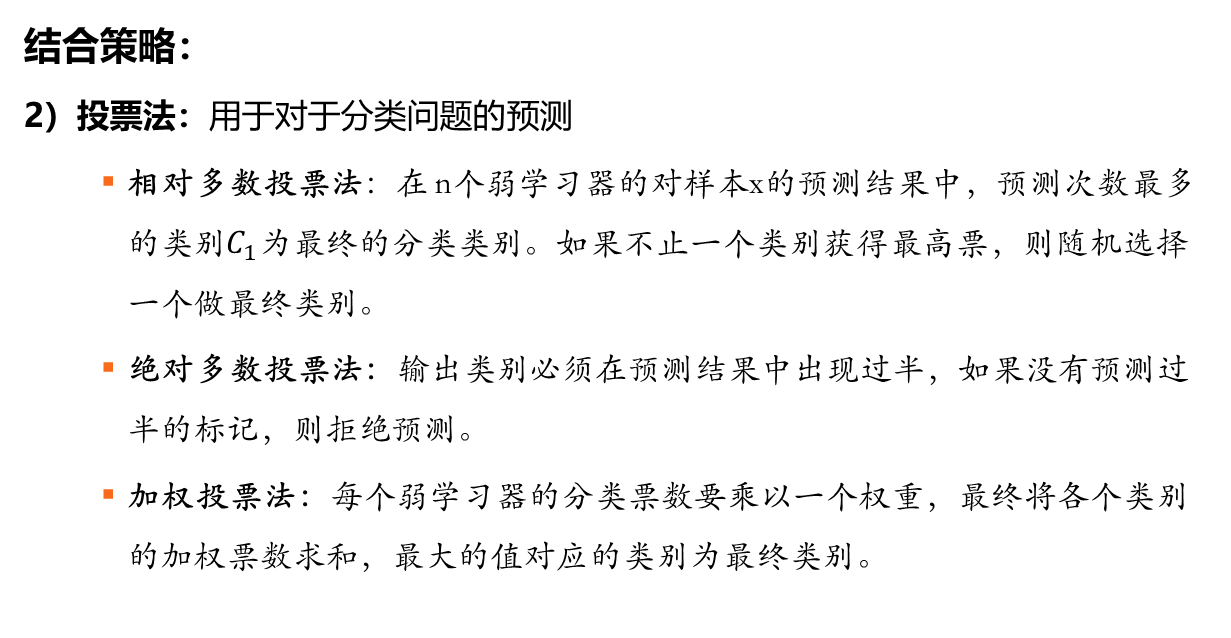 结合策略：
2）投票法：用于对于分类问题的预测
▪ 相对多数投票法：在n个弱学习器的对样本x的预测结果中，预测次数最多
的类别C₁为最终的分类类别。如果不止一个类别获得最高票，则随机选择
一个做最终类别。
▪ 绝对多数投票法：输出类别必须在预测结果中出现过半，如果没有预测过
半的标记，则拒绝预测。
▪ 加权投票法：每个弱学习器的分类票数要乘以一个权重，最终将各个类别
的加权票数求和，最大的值对应的类别为最终类别。